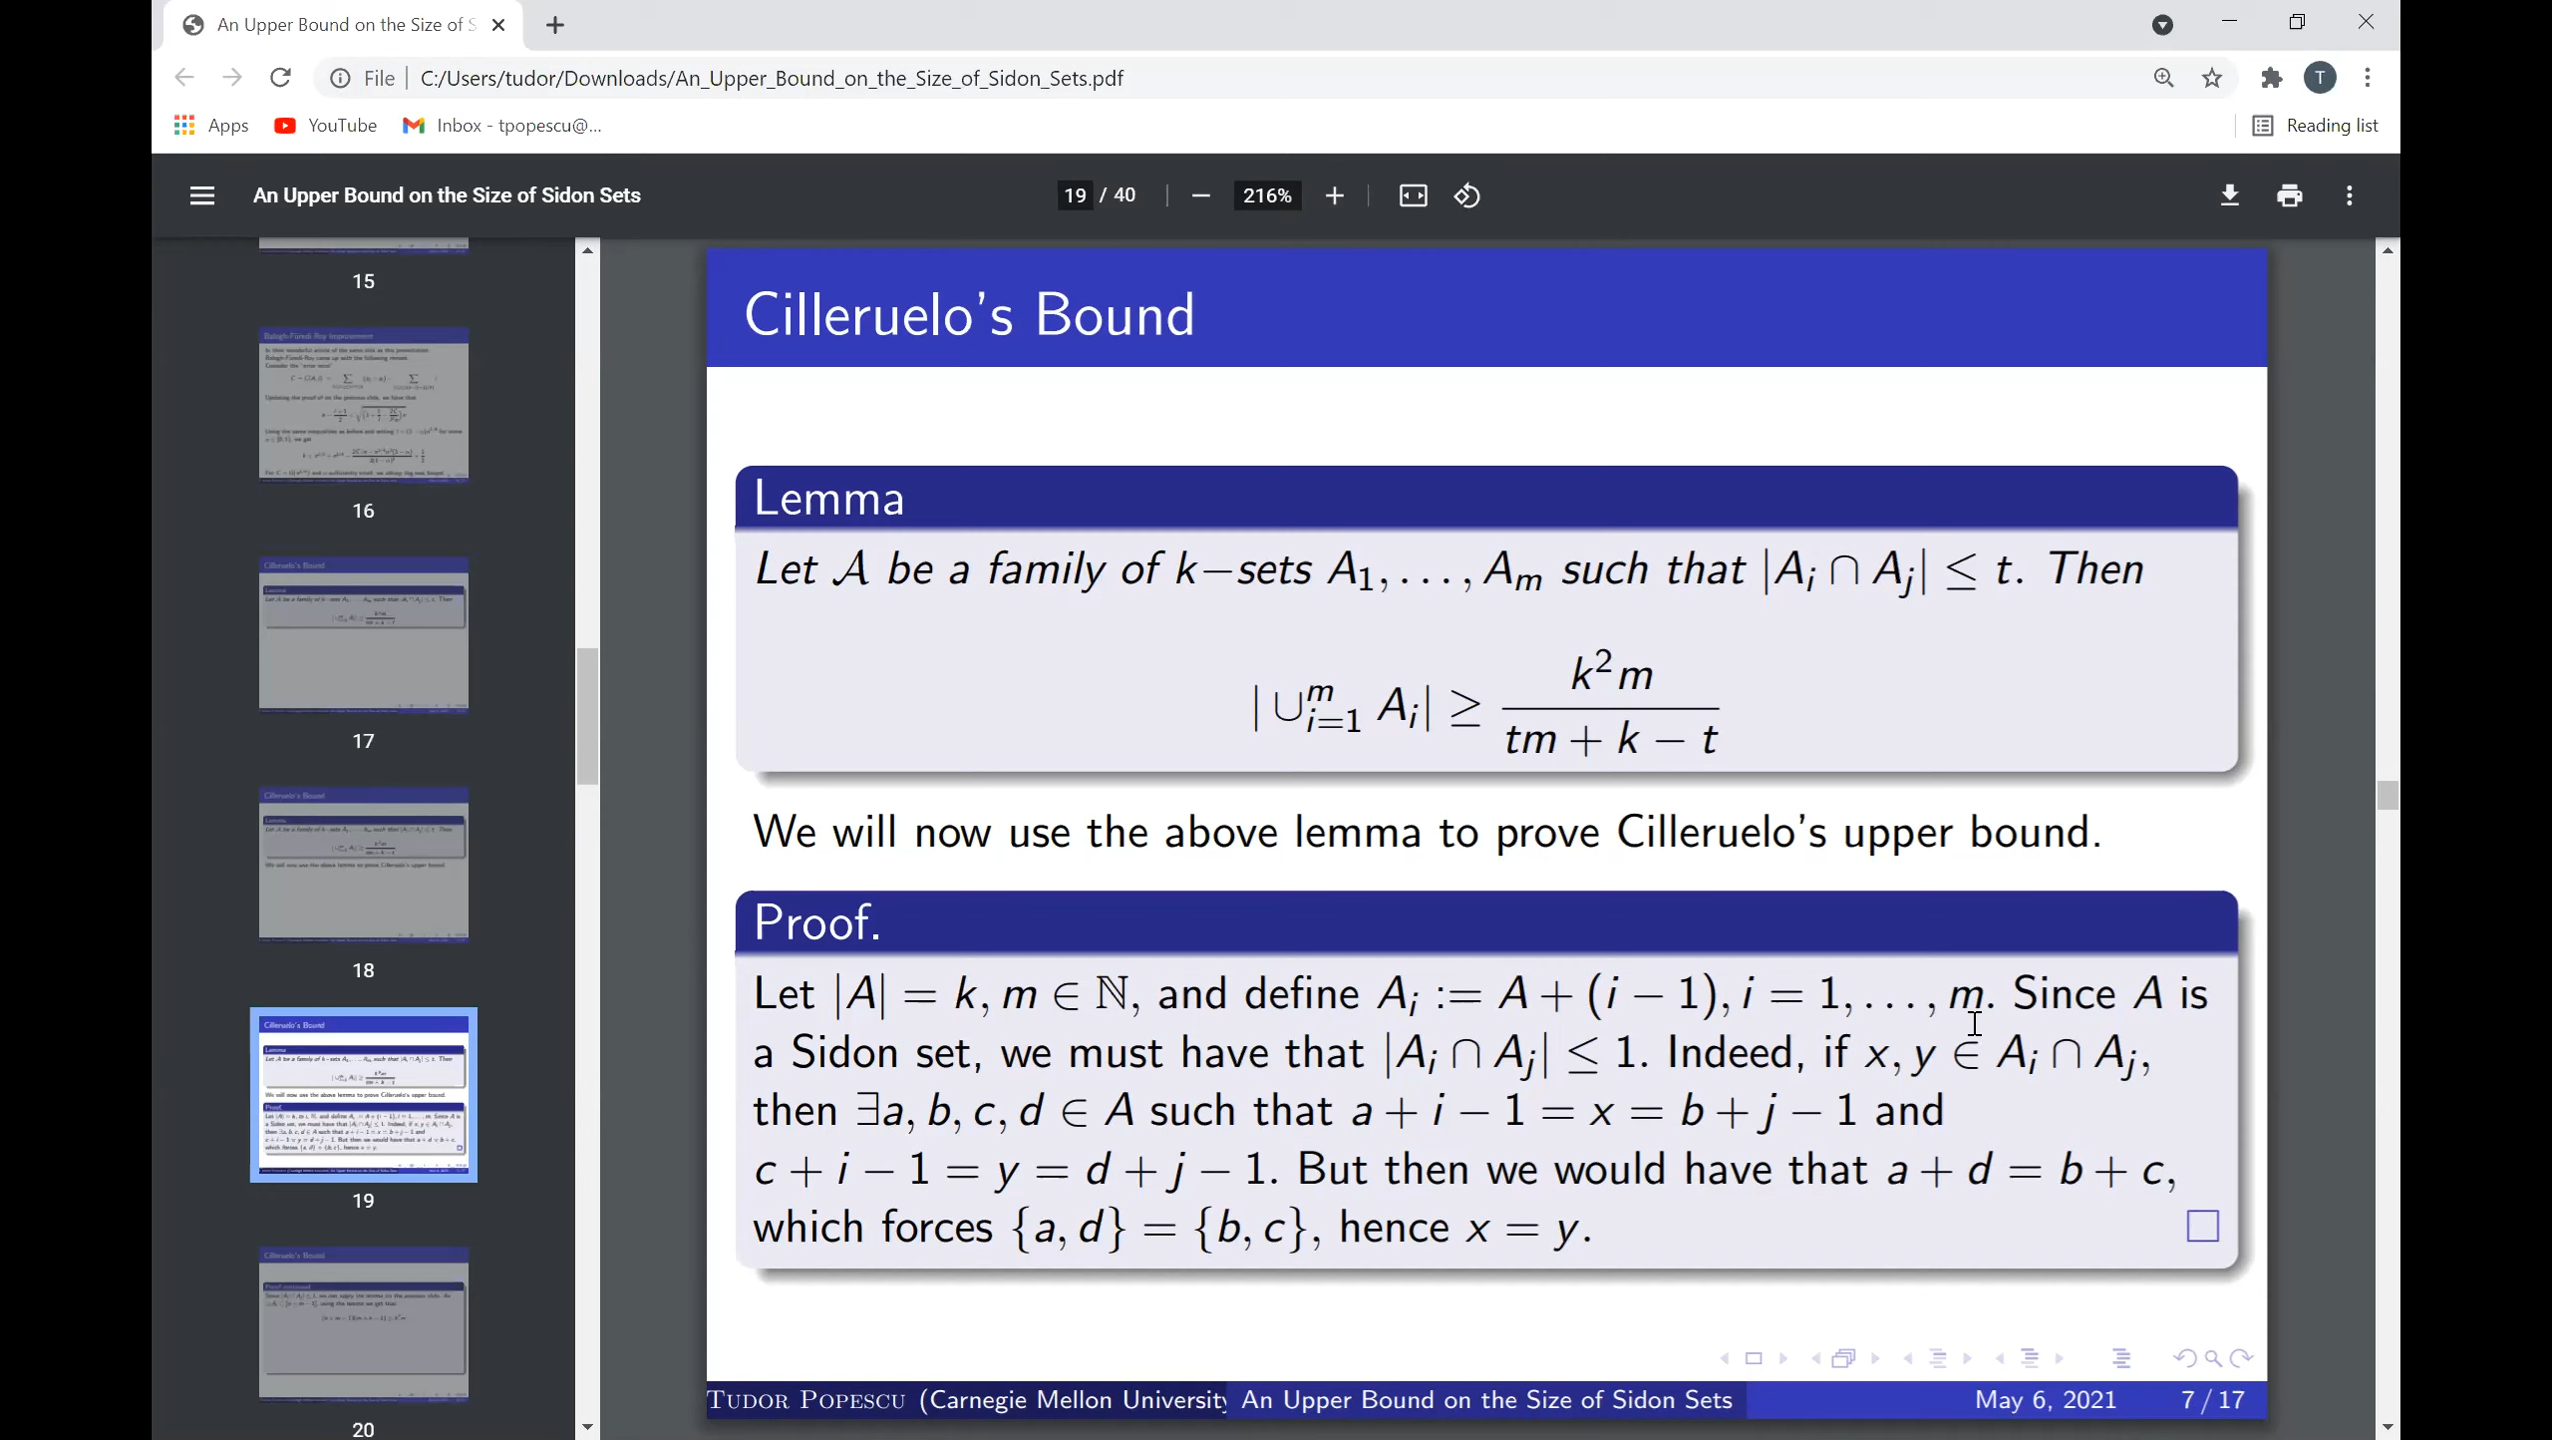 An Upper Bound on the Size of S
File
C:/Users/tudor/Downloads/An_Upper_Bound_on_the_Size_of_Sidon_Sets.pdf
T
Apps
YouTube
Inbox - tpopescu@...
Reading list
An Upper Bound on the Size of Sidon Sets
19 / 40
216%
15
16
17
18
19
20
Cilleruelo's Bound
Lemma
Let 𝒜 be a family of k−sets A₁, . . . , Aₘ such that |Aᵢ ∩ Aⱼ| ≤ t. Then
| ∪ᵢ₌₁ᵐ Aᵢ| ≥ k²m / (tm + k − t)
We will now use the above lemma to prove Cilleruelo's upper bound.
Proof.
Let |A| = k, m ∈ ℕ, and define Aᵢ := A + (i − 1), i = 1, . . . , m. Since A is
a Sidon set, we must have that |Aᵢ ∩ Aⱼ| ≤ 1. Indeed, if x, y ∈ Aᵢ ∩ Aⱼ,
then ∃a, b, c, d ∈ A such that a + i − 1 = x = b + j − 1 and
c + i − 1 = y = d + j − 1. But then we would have that a + d = b + c,
which forces {a, d} = {b, c}, hence x = y.
Tudor Popescu (Carnegie Mellon University
An Upper Bound on the Size of Sidon Sets
May 6, 2021
7 / 17